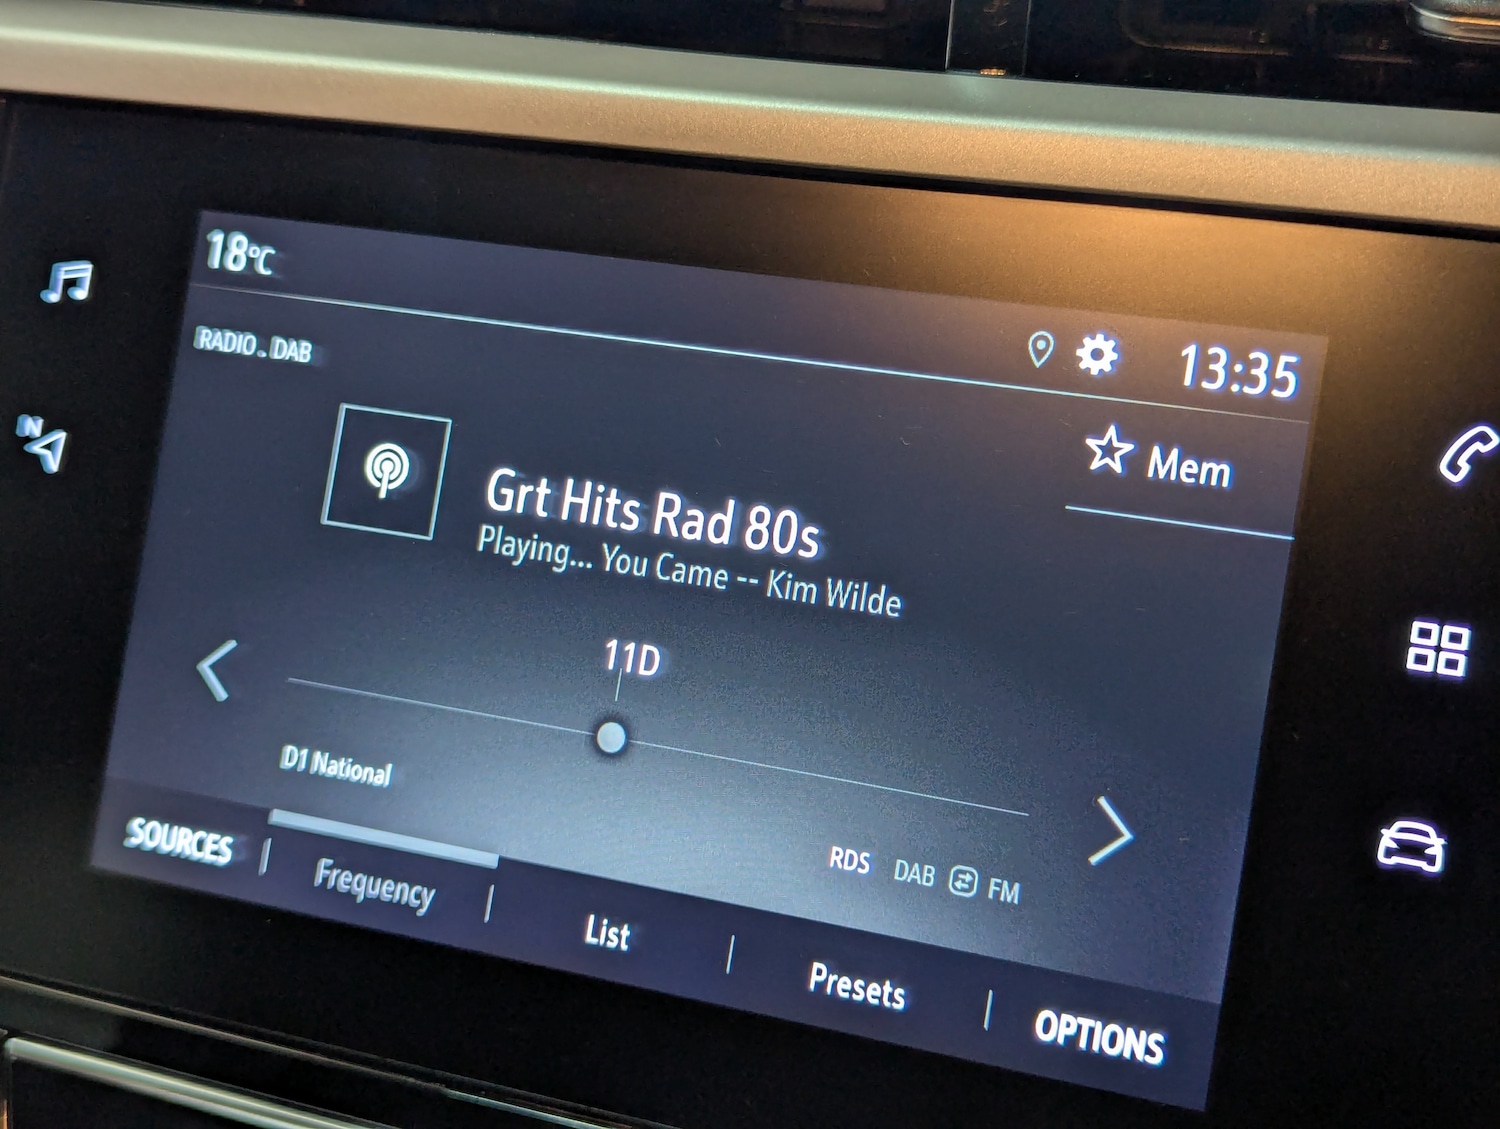 18°C
13:35
RADIO . DAB
Mem
Grt Hits Rad 80s
Playing... You Came -- Kim Wilde
11D
D1 National
RDS DAB FM
SOURCES | Frequency | List | Presets | OPTIONS
N